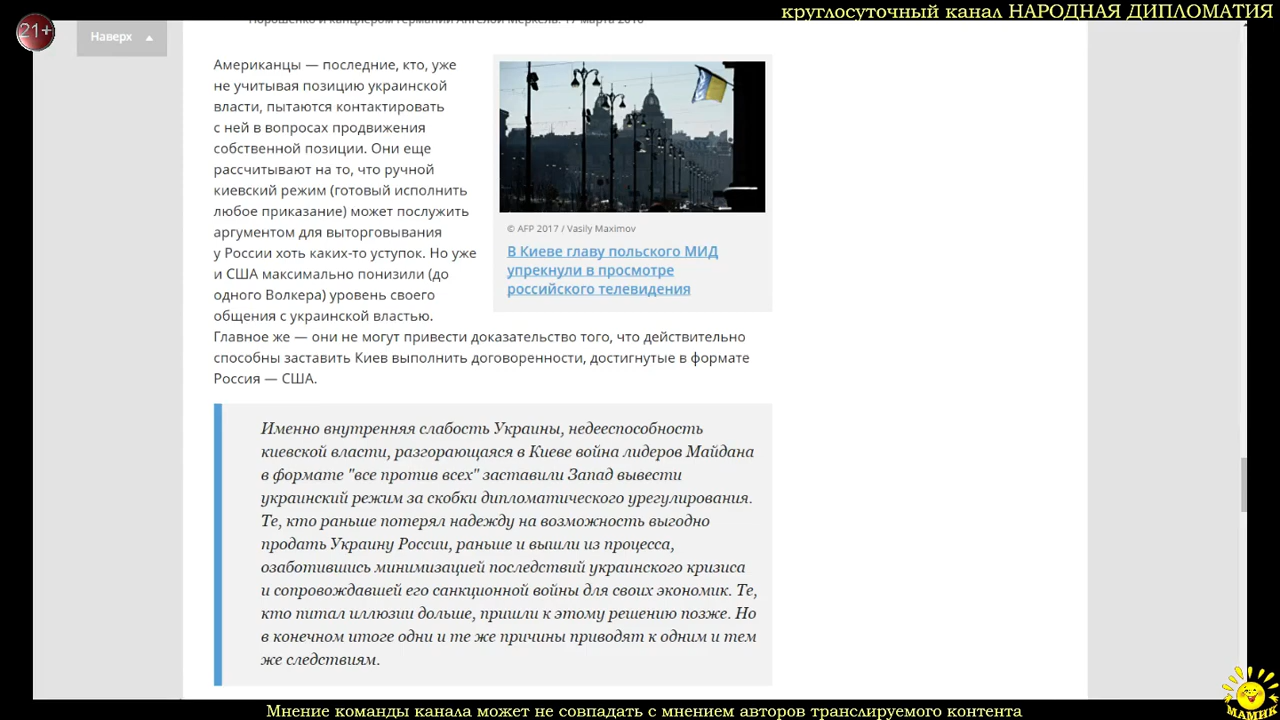 круглосуточный канал НАРОДНАЯ ДИПЛОМАТИЯ
21+
Порошенко и канцлером Германии Ангелой Меркель. 17 марта 2016
Наверх
Американцы — последние, кто, уже
не учитывая позицию украинской
власти, пытаются контактировать
с ней в вопросах продвижения
собственной позиции. Они еще
рассчитывают на то, что ручной
киевский режим (готовый исполнить
любое приказание) может послужить
аргументом для выторговывания
у России хоть каких-то уступок. Но уже
и США максимально понизили (до
одного Волкера) уровень своего
общения с украинской властью.
Главное же — они не могут привести доказательство того, что действительно
способны заставить Киев выполнить договоренности, достигнутые в формате
Россия — США.
© AFP 2017 / Vasily Maximov
В Киеве главу польского МИД
упрекнули в просмотре
российского телевидения
Именно внутренняя слабость Украины, недееспособность
киевской власти, разгорающаяся в Киеве война лидеров Майдана
в формате "все против всех" заставили Запад вывести
украинский режим за скобки дипломатического урегулирования.
Те, кто раньше потерял надежду на возможность выгодно
продать Украину России, раньше и вышли из процесса,
озаботившись минимизацией последствий украинского кризиса
и сопровождавшей его санкционной войны для своих экономик. Те,
кто питал иллюзии дольше, пришли к этому решению позже. Но
в конечном итоге одни и те же причины приводят к одним и тем
же следствиям.
МАМИК
Мнение команды канала может не совпадать с мнением авторов транслируемого контента